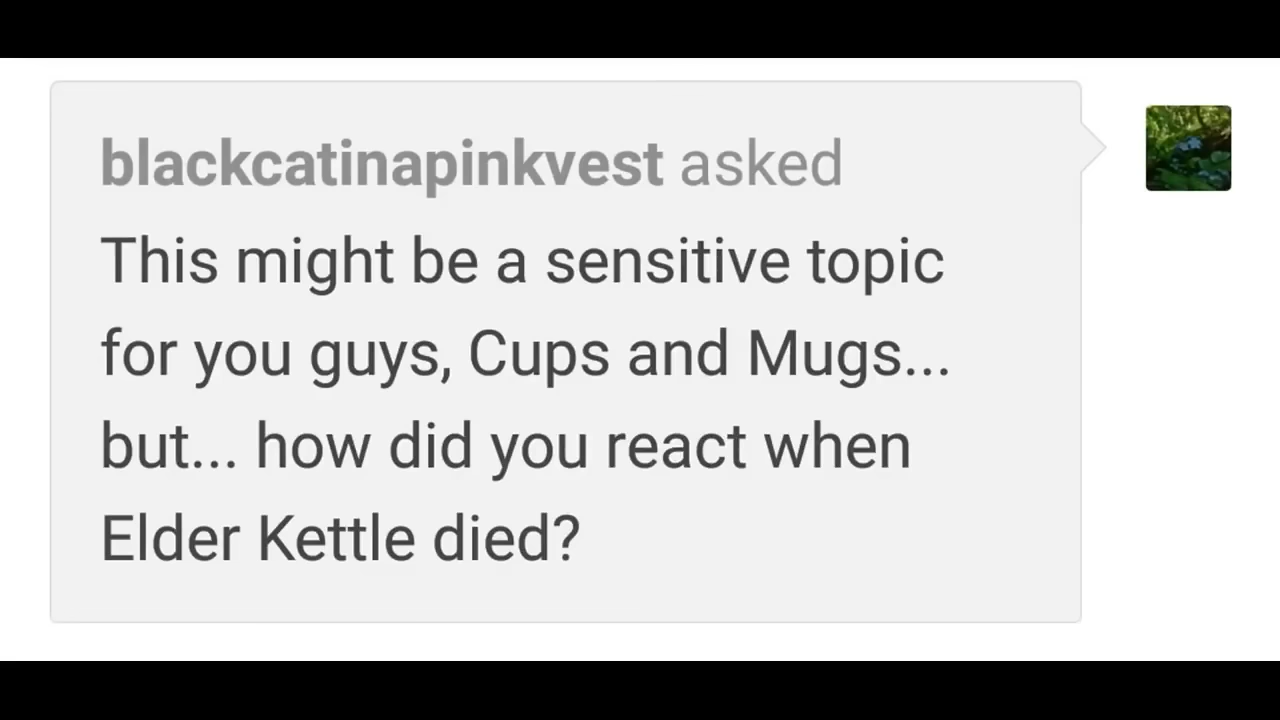 blackcatinapinkvest asked
This might be a sensitive topic
for you guys, Cups and Mugs...
but... how did you react when
Elder Kettle died?